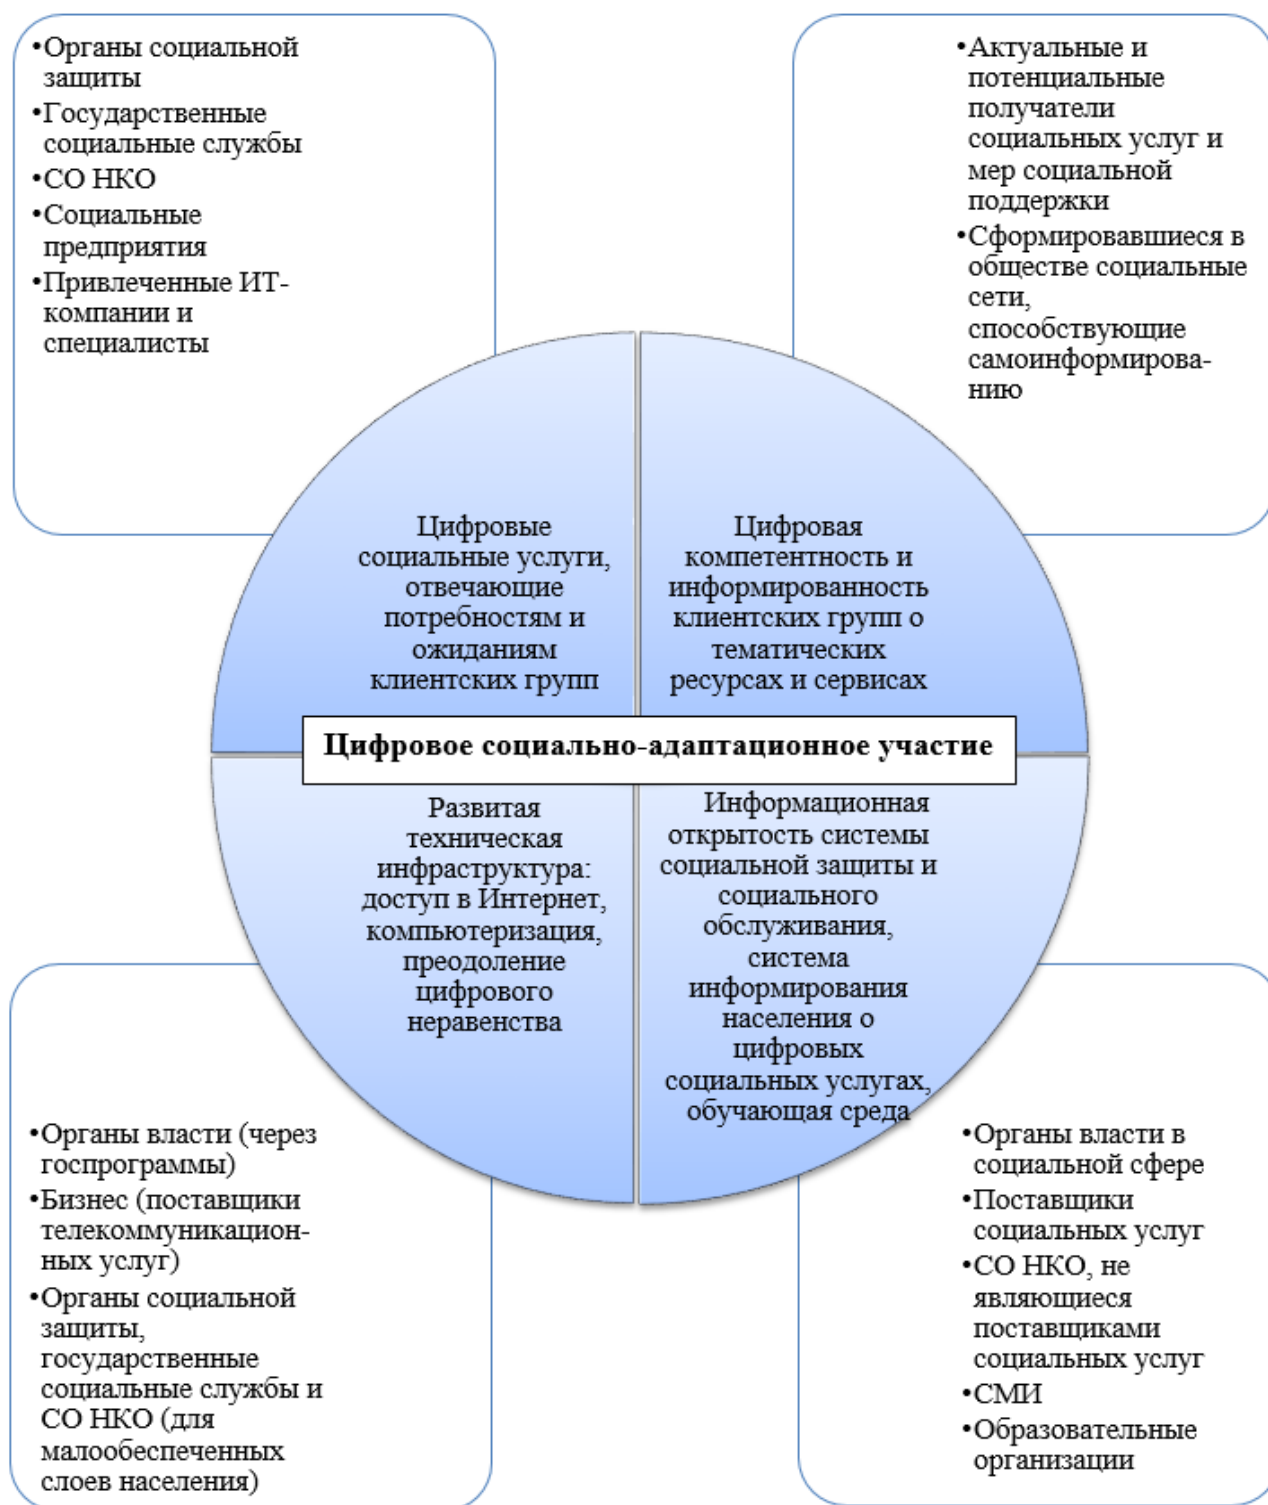 •Органы социальной
защиты
•Государственные
социальные службы
•СО НКО
•Социальные
предприятия
•Привлеченные ИТ-
компании и
специалисты
•Актуальные и
потенциальные
получатели
социальных услуг и
мер социальной
поддержки
•Сформировавшиеся в
обществе социальные
сети,
способствующие
самоинформирова-
нию
Цифровые
социальные услуги,
отвечающие
потребностям и
ожиданиям
клиентских групп
Цифровая
компетентность и
информированность
клиентских групп о
тематических
ресурсах и сервисах
Цифровое социально-адаптационное участие
Развитая
техническая
инфраструктура:
доступ в Интернет,
компьютеризация,
преодоление
цифрового
неравенства
Информационная
открытость системы
социальной защиты и
социального
обслуживания,
система
информирования
населения о
цифровых
социальных услугах,
обучающая среда
•Органы власти (через
госпрограммы)
•Бизнес (поставщики
телекоммуникацион-
ных услуг)
•Органы социальной
защиты,
государственные
социальные службы и
СО НКО (для
малообеспеченных
слоев населения)
•Органы власти в
социальной сфере
•Поставщики
социальных услуг
•СО НКО, не
являющиеся
поставщиками
социальных услуг
•СМИ
•Образовательные
организации